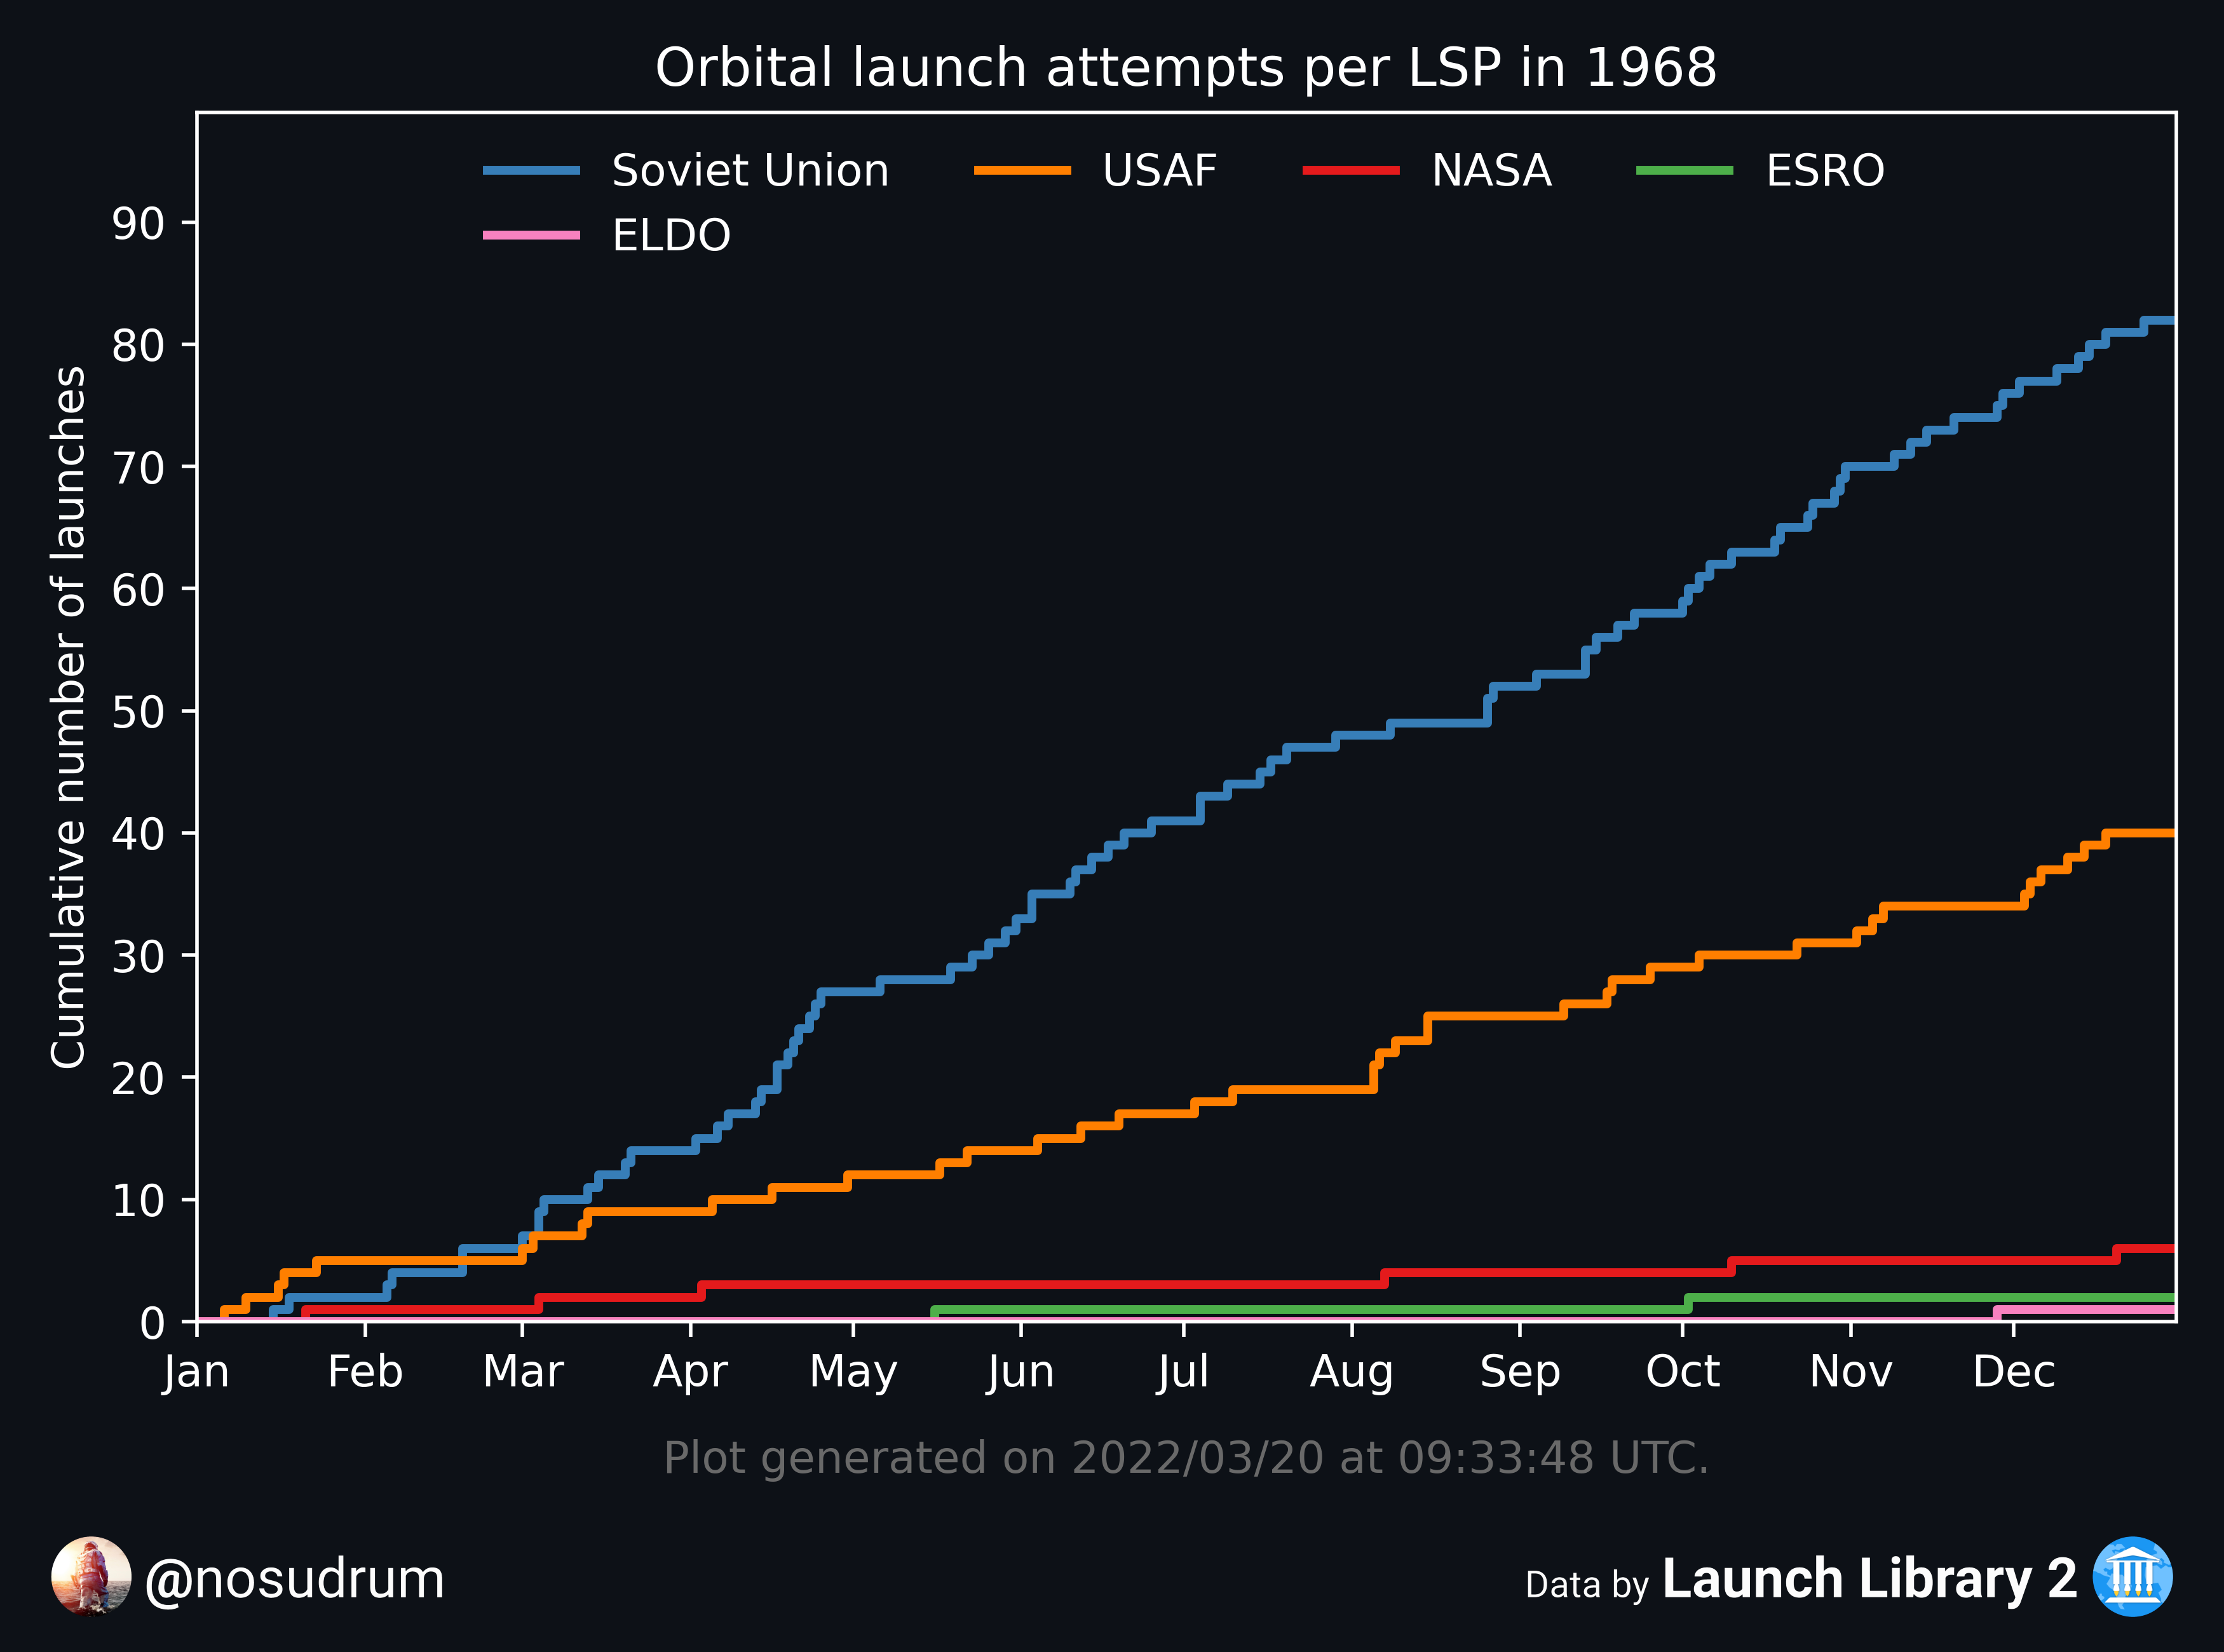 Orbital launch attempts per LSP in 1968
Soviet Union USAF NASA ESRO
ELDO
Cumulative number of launches
90
80
70
60
50
40
30
20
10
0
Jan Feb Mar Apr May Jun Jul Aug Sep Oct Nov Dec
Plot generated on 2022/03/20 at 09:33:48 UTC.
@nosudrum
Data by Launch Library 2